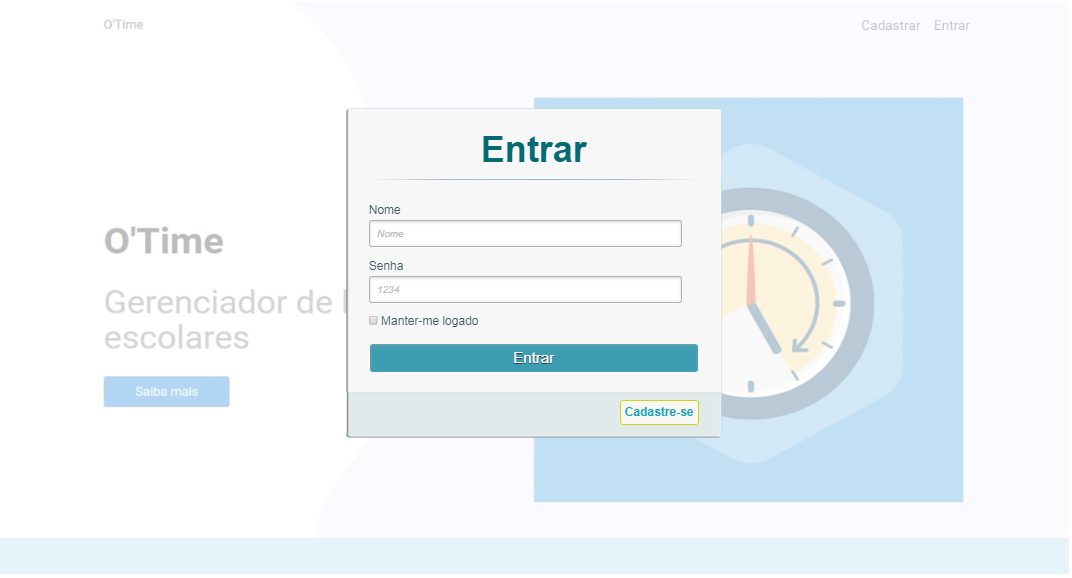 O'Time
Cadastrar Entrar
Entrar
Nome
Nome
Senha
1234
Manter-me logado
Entrar
Cadastre-se
O'Time
Gerenciador de
escolares
Saiba mais